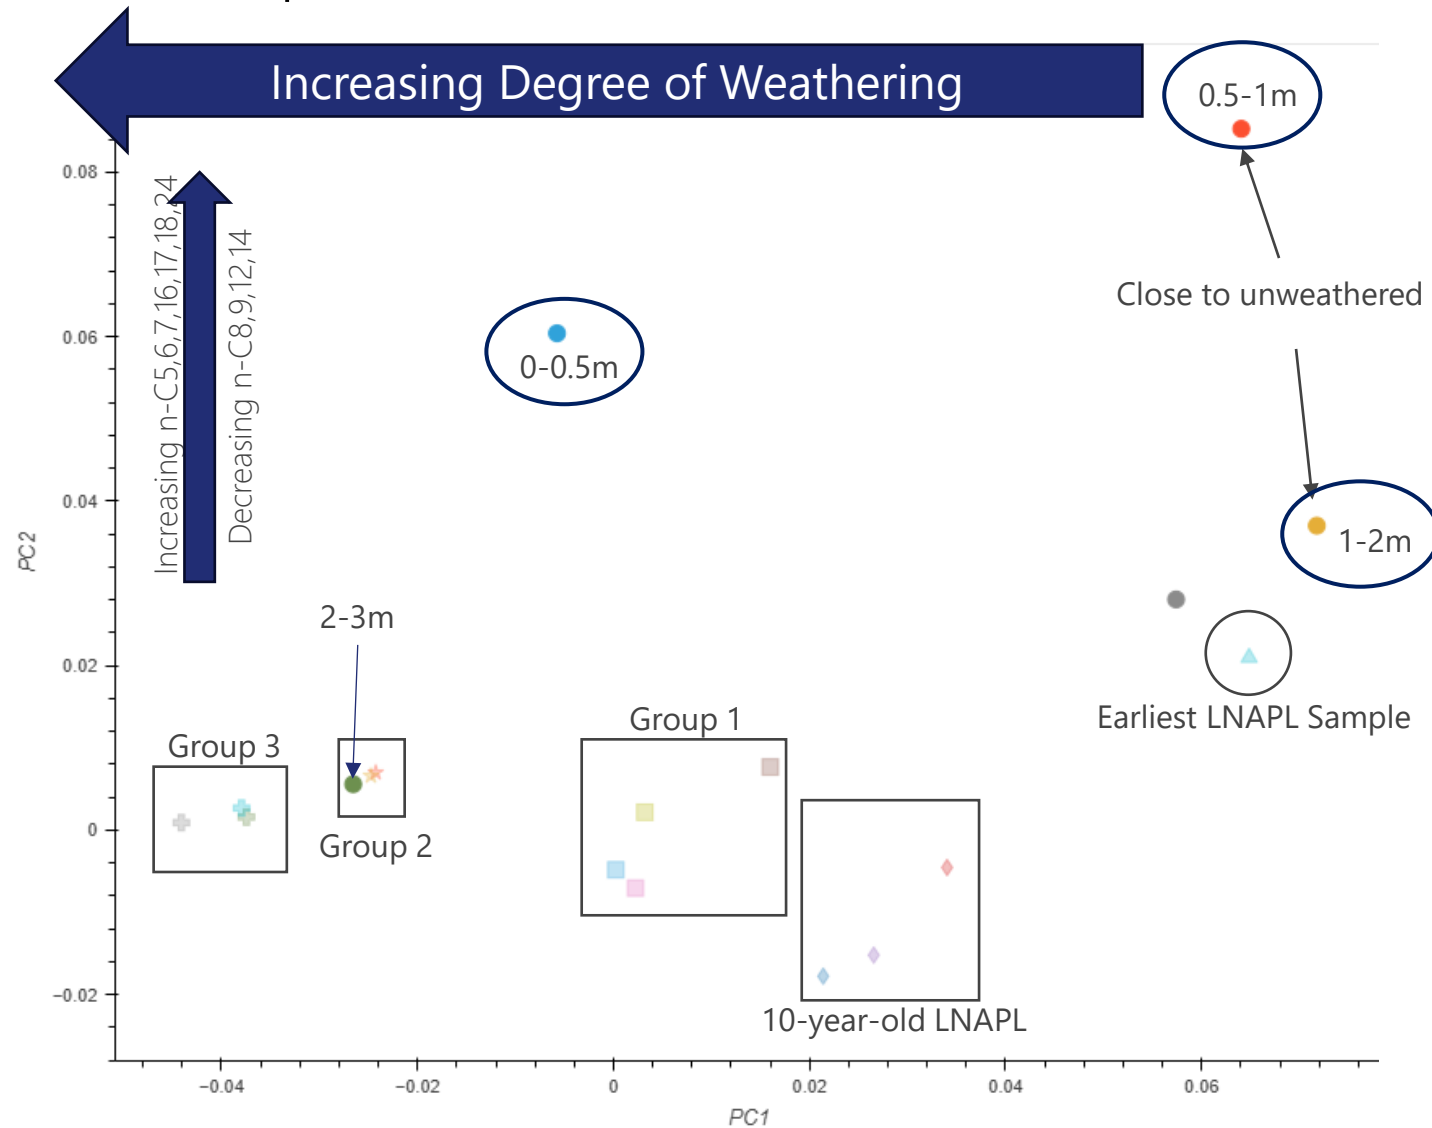 Increasing Degree of Weathering
0.5-1m
0.08
Increasing n-C5,6,7,16,17,18,24
Decreasing n-C8,9,12,14
Close to unweathered
0.06
0-0.5m
0.04
1-2m
PC2
2-3m
0.02
Earliest LNAPL Sample
Group 1
Group 3
0
Group 2
−0.02
10-year-old LNAPL
−0.04
−0.02
0
0.02
0.04
0.06
PC1